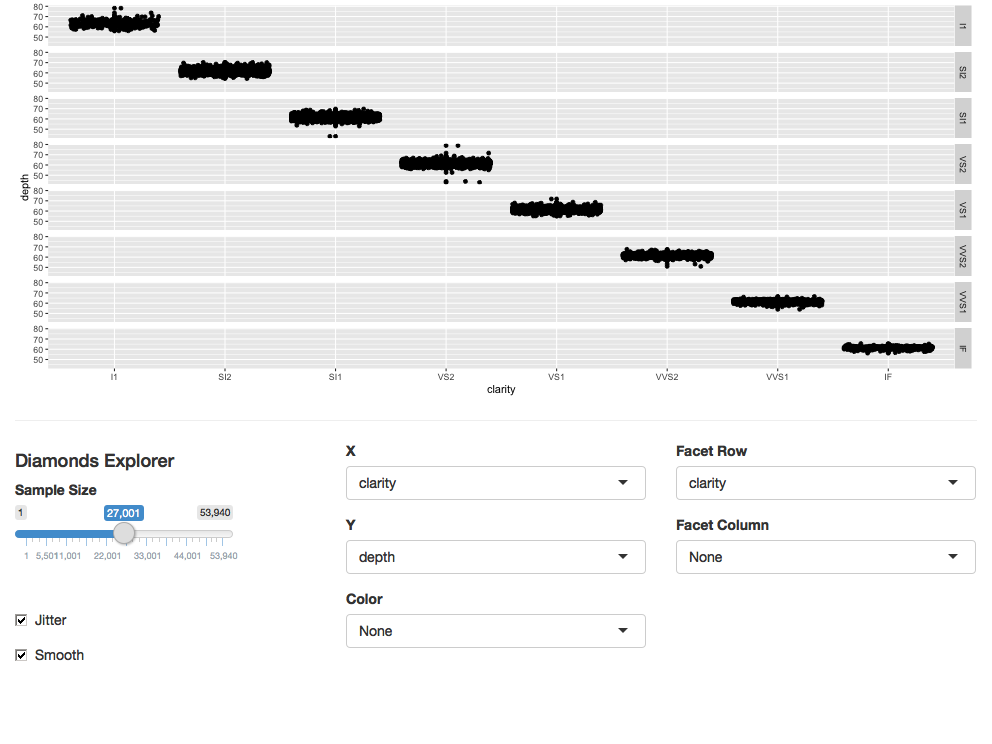 80
70
60
50
I1
80
70
60
50
SI2
80
70
60
50
SI1
80
70
60
50
VS2
80
70
60
50
VS1
80
70
60
50
VVS2
80
70
60
50
VVS1
80
70
60
50
IF
depth
I1 SI2 SI1 VS2 VS1 VVS2 VVS1 IF
clarity
Diamonds Explorer
Sample Size
1 27,001 53,940
1 5,501 11,001 22,001 33,001 44,001 53,940
Jitter
Smooth
X
clarity
Y
depth
Color
None
Facet Row
clarity
Facet Column
None